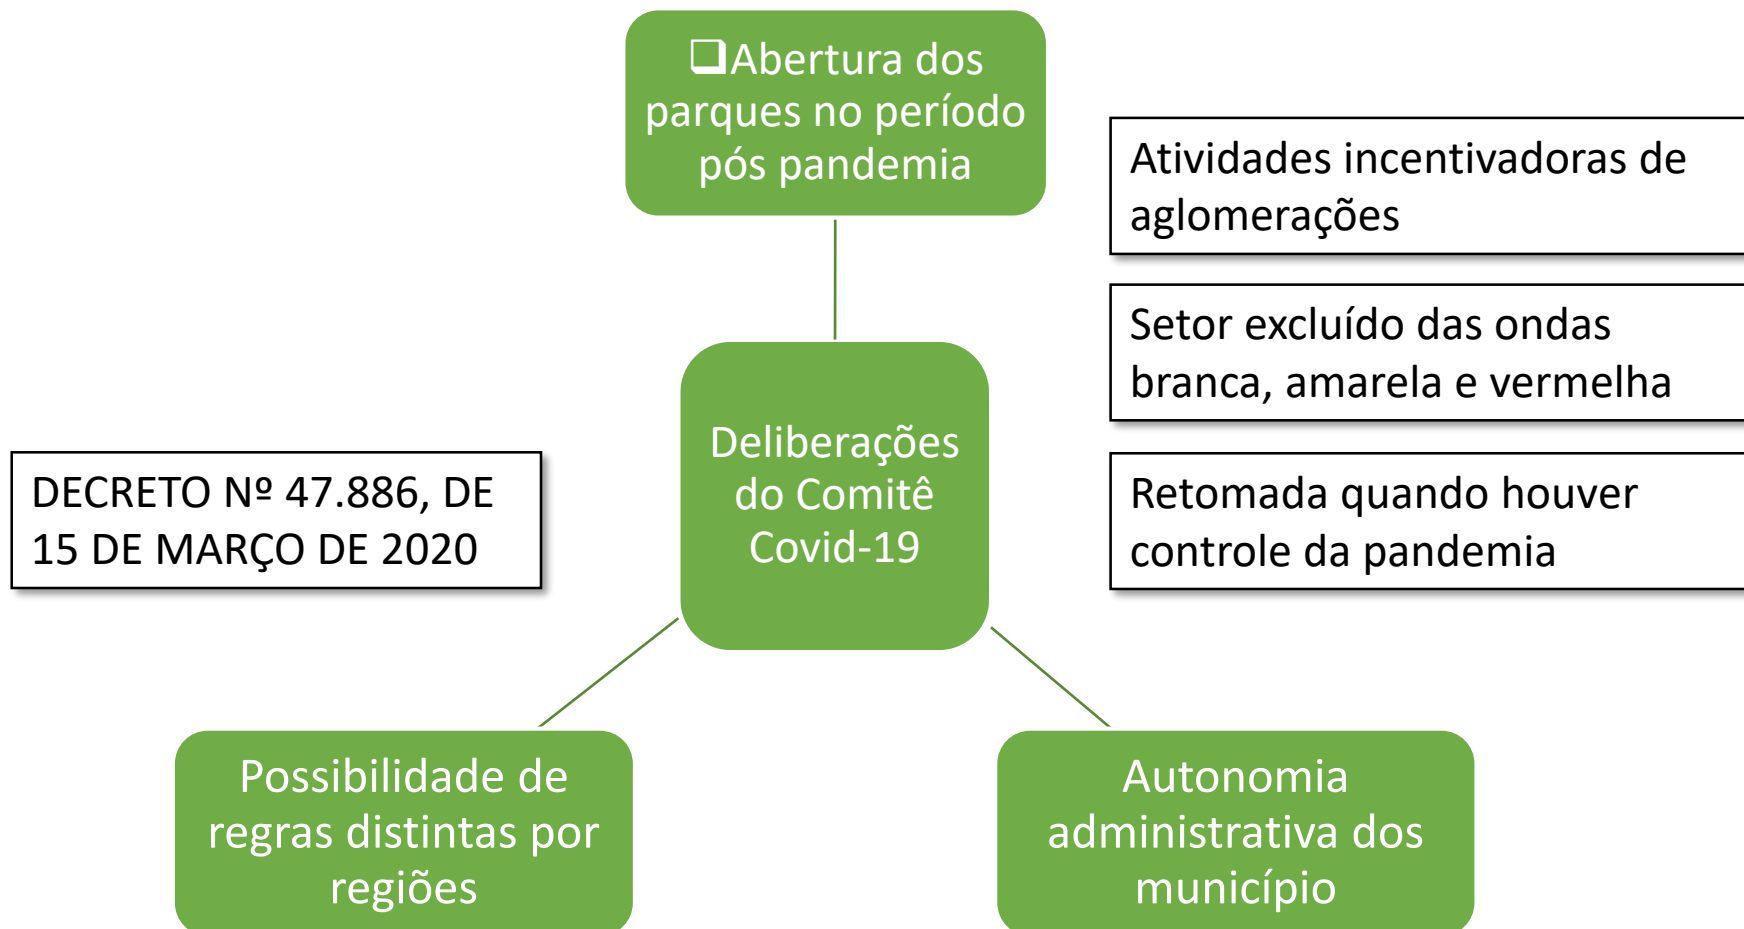 ❑Abertura dos
parques no período
pós pandemia
Atividades incentivadoras de
aglomerações
Setor excluído das ondas
branca, amarela e vermelha
Retomada quando houver
controle da pandemia
Deliberações
do Comitê
Covid-19
DECRETO Nº 47.886, DE
15 DE MARÇO DE 2020
Possibilidade de
regras distintas por
regiões
Autonomia
administrativa dos
município